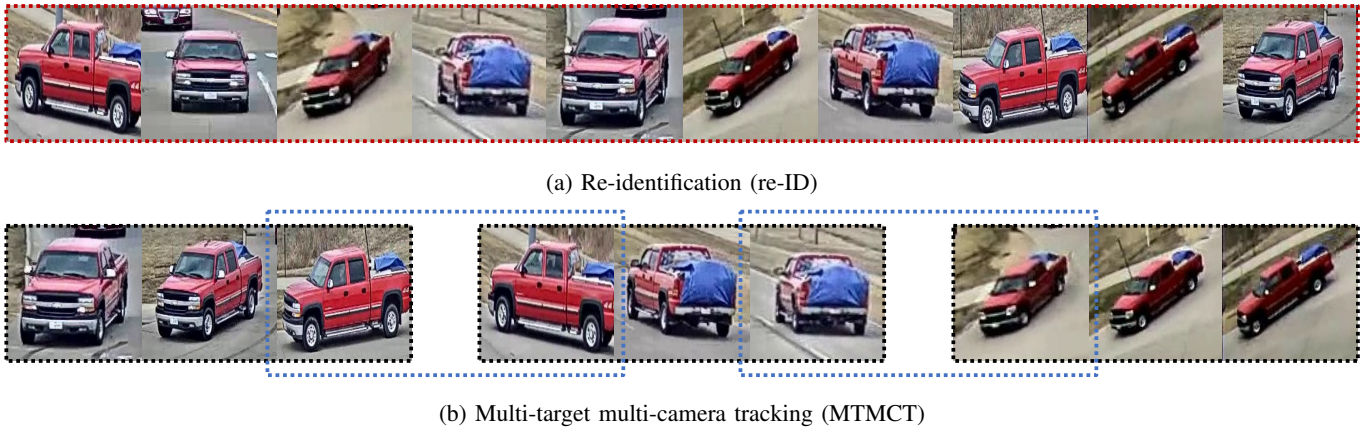 (a) Re-identification (re-ID)
(b) Multi-target multi-camera tracking (MTMCT)